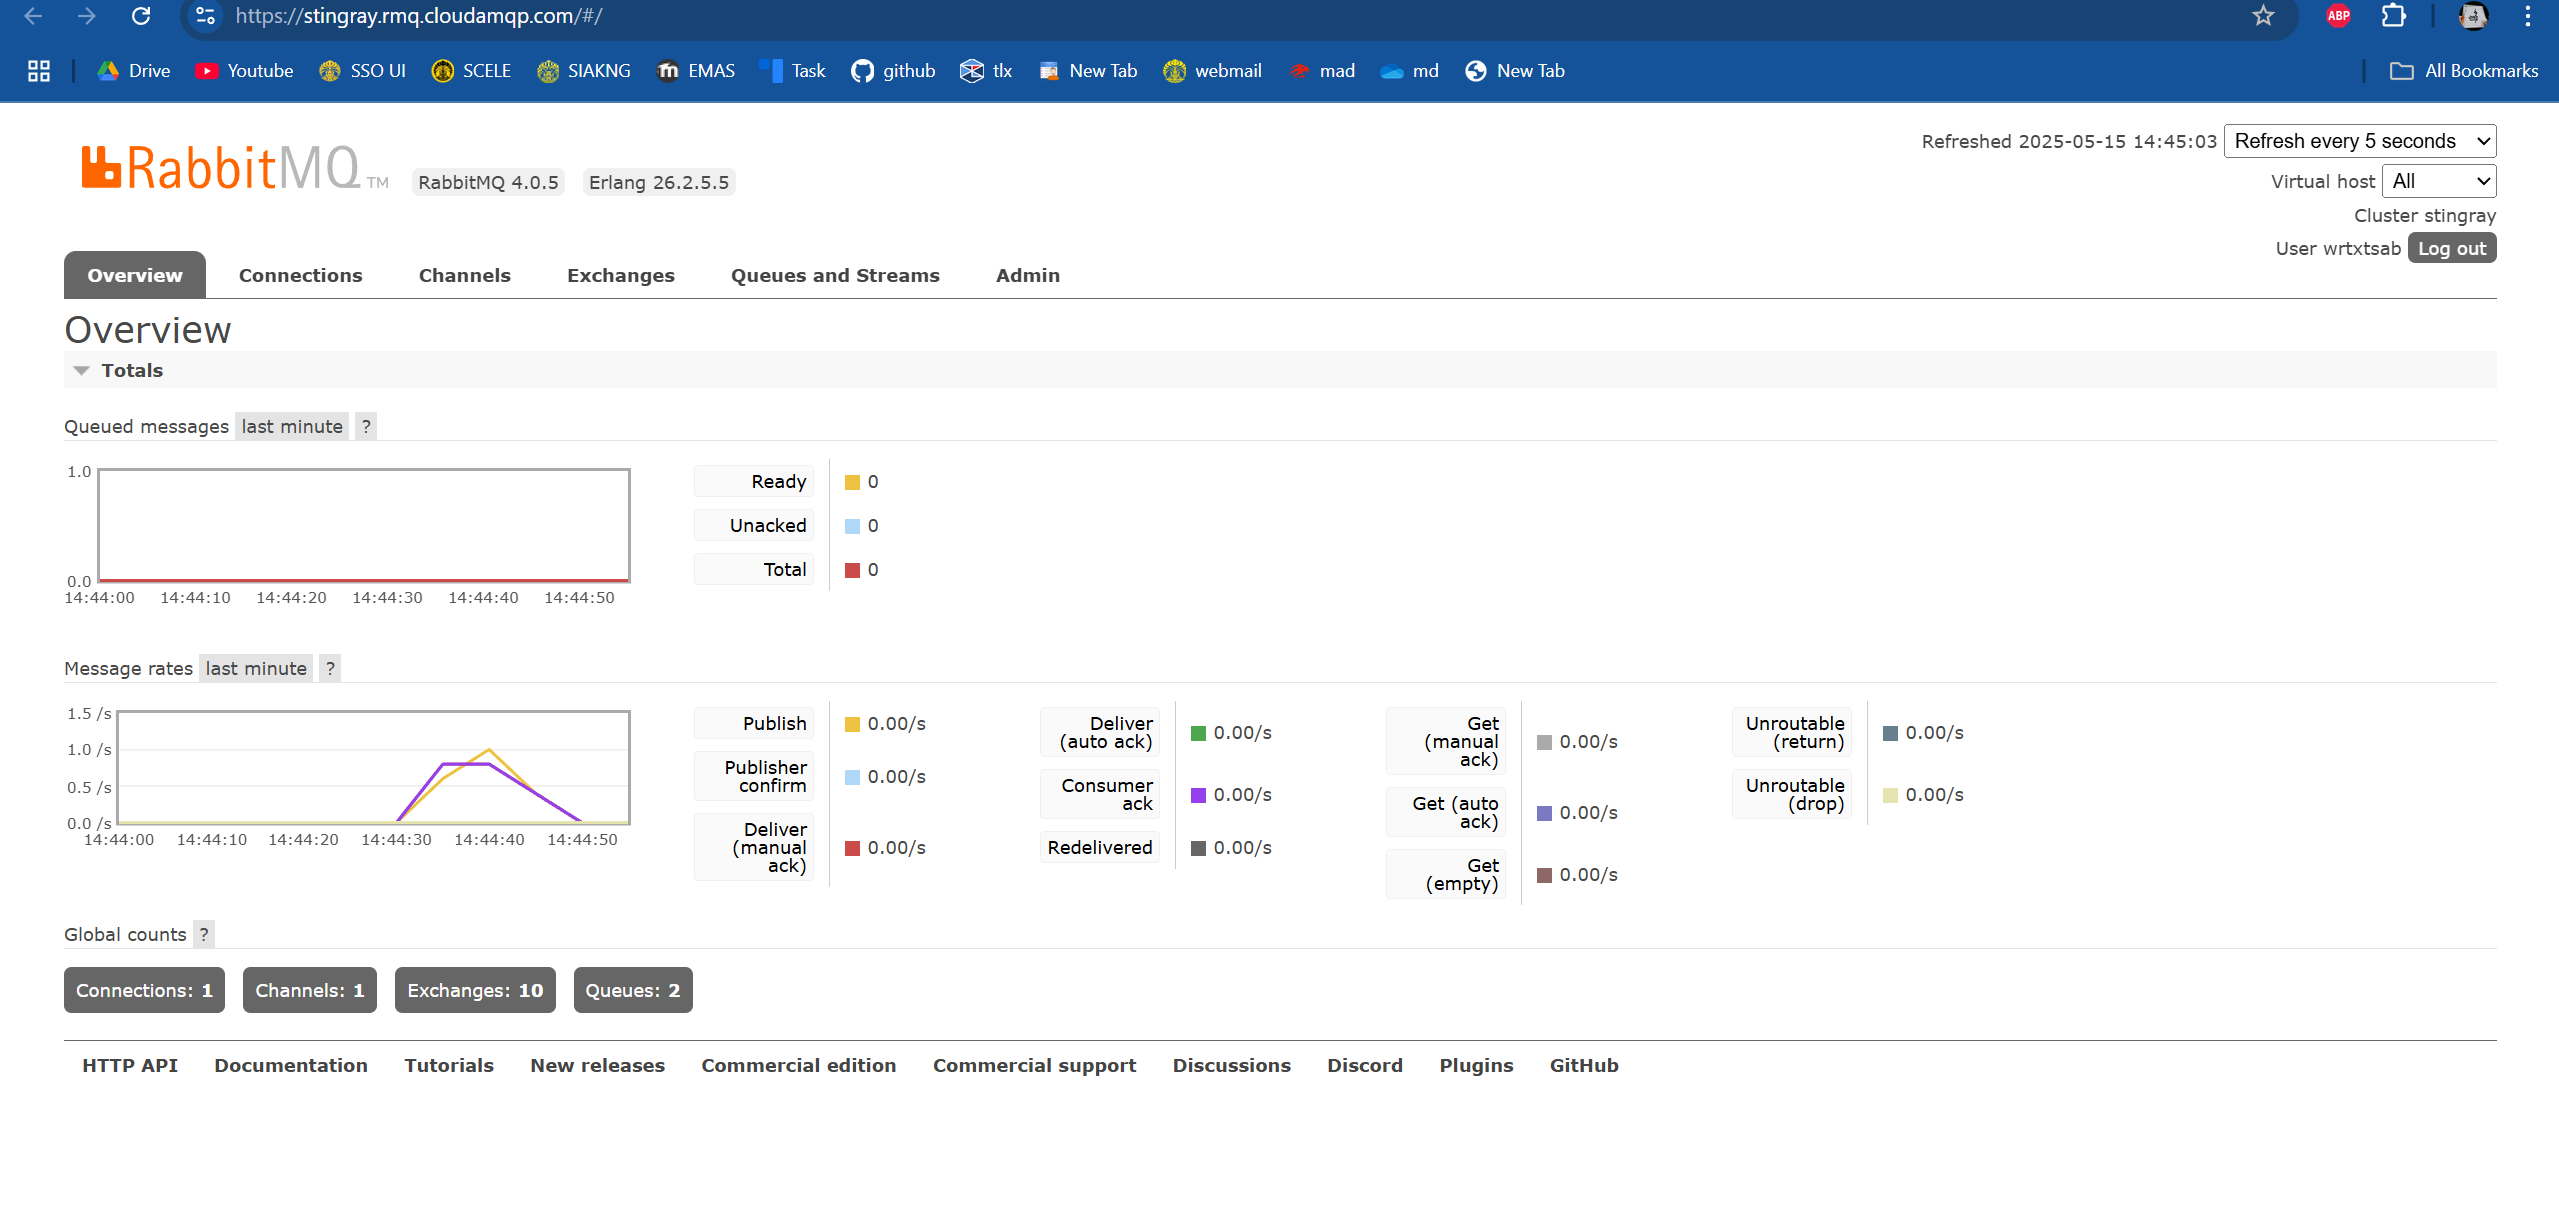 https://stingray.rmq.cloudamqp.com/#/
ABP
Drive Youtube SSO UI SCELE SIAKNG EMAS Task github tlx New Tab webmail mad md New Tab All Bookmarks
RabbitMQ TM RabbitMQ 4.0.5 Erlang 26.2.5.5
Refreshed 2025-05-15 14:45:03 Refresh every 5 seconds
Virtual host All
Cluster stingray
User wrtxtsab Log out
Overview Connections Channels Exchanges Queues and Streams Admin
Overview
Totals
Queued messages last minute ?
1.0
0.0
14:44:00 14:44:10 14:44:20 14:44:30 14:44:40 14:44:50
Ready 0
Unacked 0
Total 0
Message rates last minute ?
1.5 /s
1.0 /s
0.5 /s
0.0 /s
14:44:00 14:44:10 14:44:20 14:44:30 14:44:40 14:44:50
Publish 0.00/s
Publisher
confirm 0.00/s
Deliver
(manual
ack) 0.00/s
Deliver
(auto ack) 0.00/s
Consumer
ack 0.00/s
Redelivered 0.00/s
Get
(manual
ack) 0.00/s
Get (auto
ack) 0.00/s
Get
(empty) 0.00/s
Unroutable
(return) 0.00/s
Unroutable
(drop) 0.00/s
Global counts ?
Connections: 1 Channels: 1 Exchanges: 10 Queues: 2
HTTP API Documentation Tutorials New releases Commercial edition Commercial support Discussions Discord Plugins GitHub